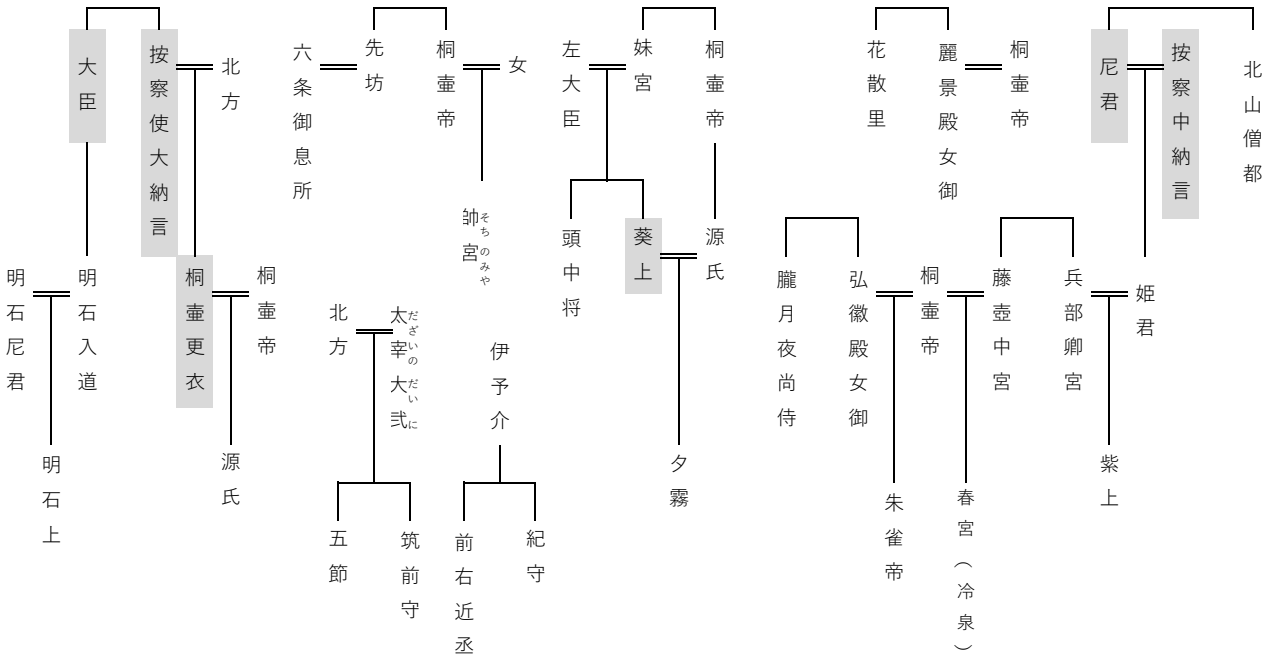 北山僧都
按察中納言
尼君
姫君
兵部卿宮
紫上
桐壷帝
麗景殿女御
花散里
藤壺中宮
桐壷帝
弘徽殿女御
朧月夜尚侍
春宮（冷泉）
朱雀帝
桐壷帝
妹宮
左大臣
源氏
葵上
頭中将
夕霧
女
桐壷帝
先坊
六条御息所
帥宮
そちのみや
伊予介
紀守
前右近丞
太宰大弐
だざいのだいに
北方
筑前守
五節
北方
按察使大納言
大臣
桐壷帝
桐壷更衣
源氏
明石入道
明石尼君
明石上